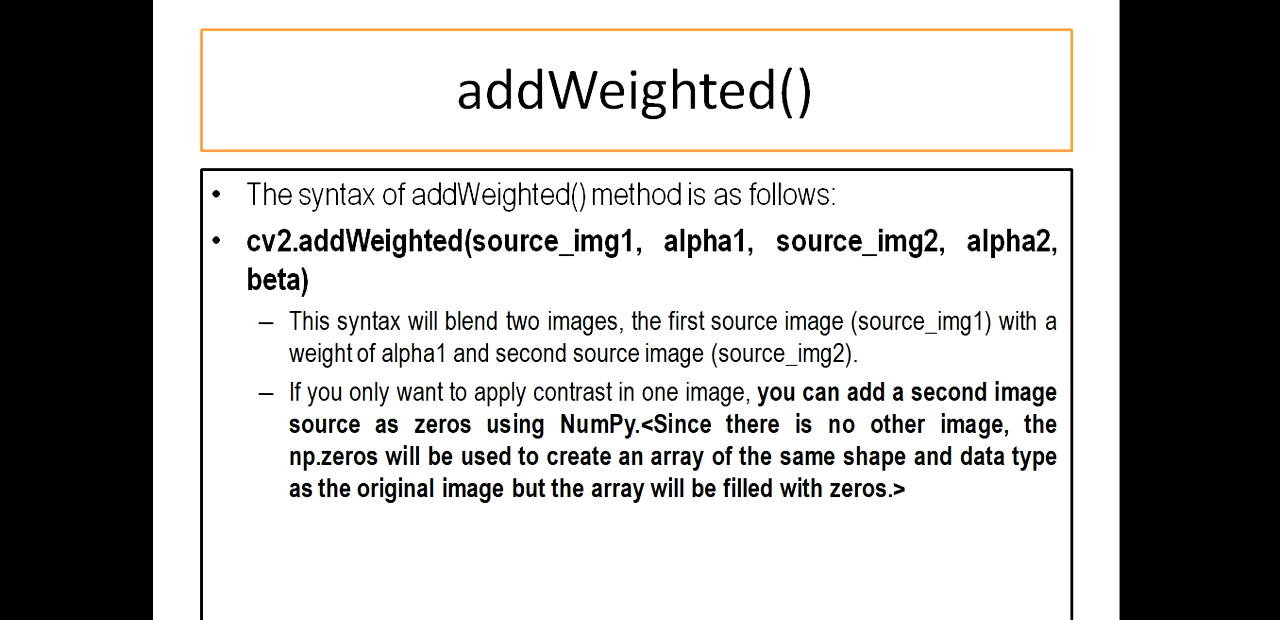 addWeighted()
• The syntax of addWeighted() method is as follows:
• cv2.addWeighted(source_img1, alpha1, source_img2, alpha2,
beta)
– This syntax will blend two images, the first source image (source_img1) with a
weight of alpha1 and second source image (source_img2).
– If you only want to apply contrast in one image, you can add a second image
source as zeros using NumPy.<Since there is no other image, the
np.zeros will be used to create an array of the same shape and data type
as the original image but the array will be filled with zeros.>